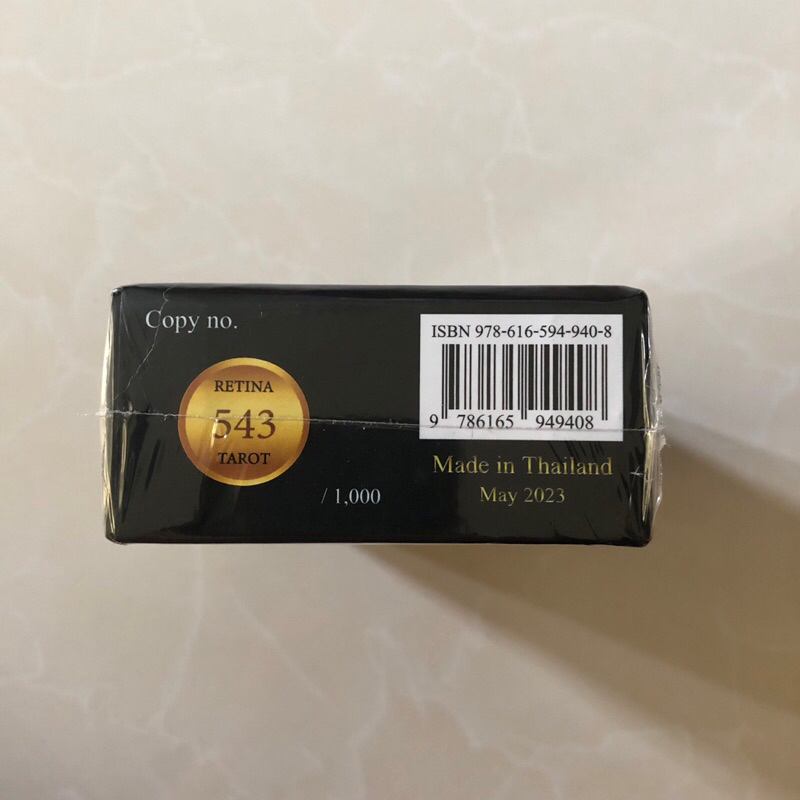 Copy no.
RETINA
543
TAROT
/ 1,000
ISBN 978-616-594-940-8
9 786165 949408
Made in Thailand
May 2023